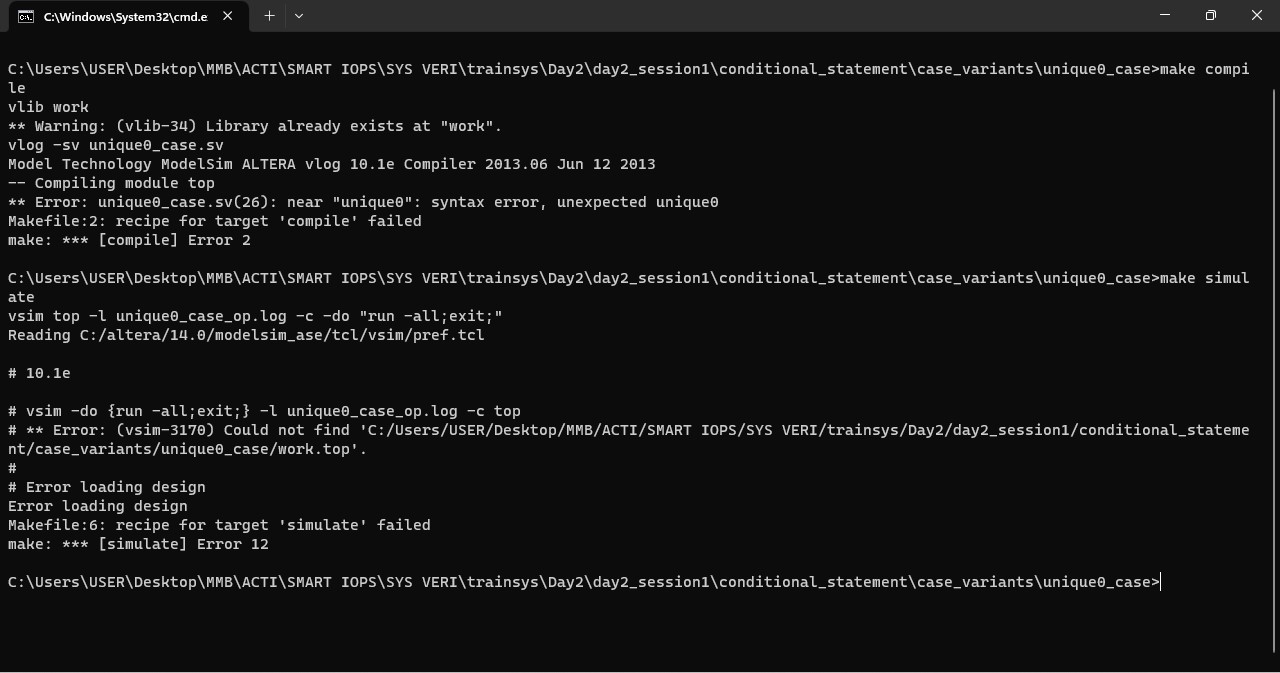 C:\Windows\System32\cmd.e
C:\Users\USER\Desktop\MMB\ACTI\SMART IOPS\SYS VERI\trainsys\Day2\day2_session1\conditional_statement\case_variants\unique0_case>make compi
le
vlib work
** Warning: (vlib-34) Library already exists at "work".
vlog -sv unique0_case.sv
Model Technology ModelSim ALTERA vlog 10.1e Compiler 2013.06 Jun 12 2013
-- Compiling module top
** Error: unique0_case.sv(26): near "unique0": syntax error, unexpected unique0
Makefile:2: recipe for target 'compile' failed
make: *** [compile] Error 2
C:\Users\USER\Desktop\MMB\ACTI\SMART IOPS\SYS VERI\trainsys\Day2\day2_session1\conditional_statement\case_variants\unique0_case>make simul
ate
vsim top -l unique0_case_op.log -c -do "run -all;exit;"
Reading C:/altera/14.0/modelsim_ase/tcl/vsim/pref.tcl
# 10.1e
# vsim -do {run -all;exit;} -l unique0_case_op.log -c top
# ** Error: (vsim-3170) Could not find 'C:/Users/USER/Desktop/MMB/ACTI/SMART IOPS/SYS VERI/trainsys/Day2/day2_session1/conditional_stateme
nt/case_variants/unique0_case/work.top'.
#
# Error loading design
Error loading design
Makefile:6: recipe for target 'simulate' failed
make: *** [simulate] Error 12
C:\Users\USER\Desktop\MMB\ACTI\SMART IOPS\SYS VERI\trainsys\Day2\day2_session1\conditional_statement\case_variants\unique0_case>